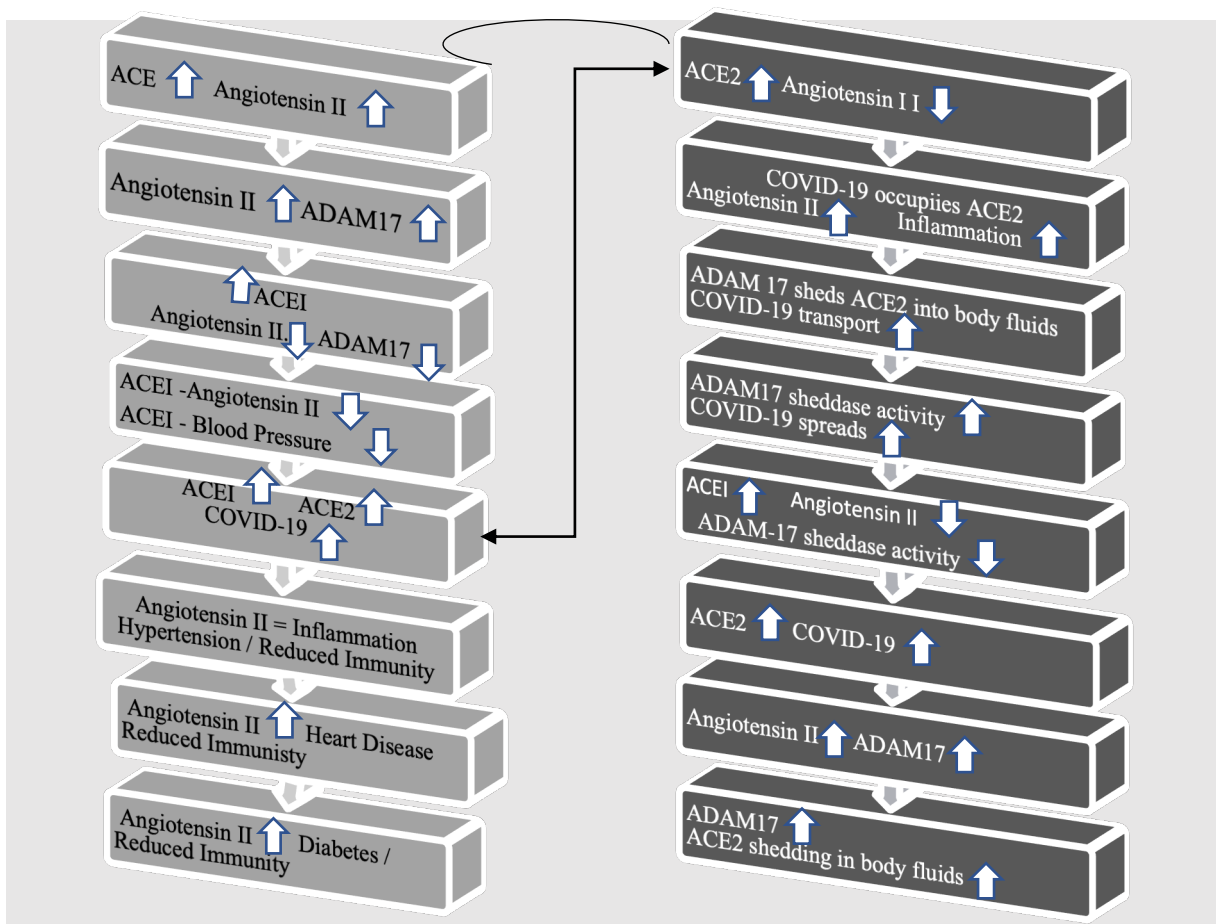 ACE Angiotensin II
Angiotensin II ADAM17
ACEI
Angiotensin II. ADAM17
ACEI -Angiotensin II
ACEI - Blood Pressure
ACEI ACE2
COVID-19
Angiotensin II = Inflammation
Hypertension / Reduced Immunity
Angiotensin II Heart Disease
Reduced Immunisty
Angiotensin II Diabetes /
Reduced Immunity
ACE2 Angiotensin I I
COVID-19 occupiies ACE2
Angiotensin II Inflammation
ADAM 17 sheds ACE2 into body fluids
COVID-19 transport
ADAM17 sheddase activity
COVID-19 spreads
ACEI Angiotensin II
ADAM-17 sheddase activity
ACE2 COVID-19
Angiotensin II ADAM17
ADAM17
ACE2 shedding in body fluids